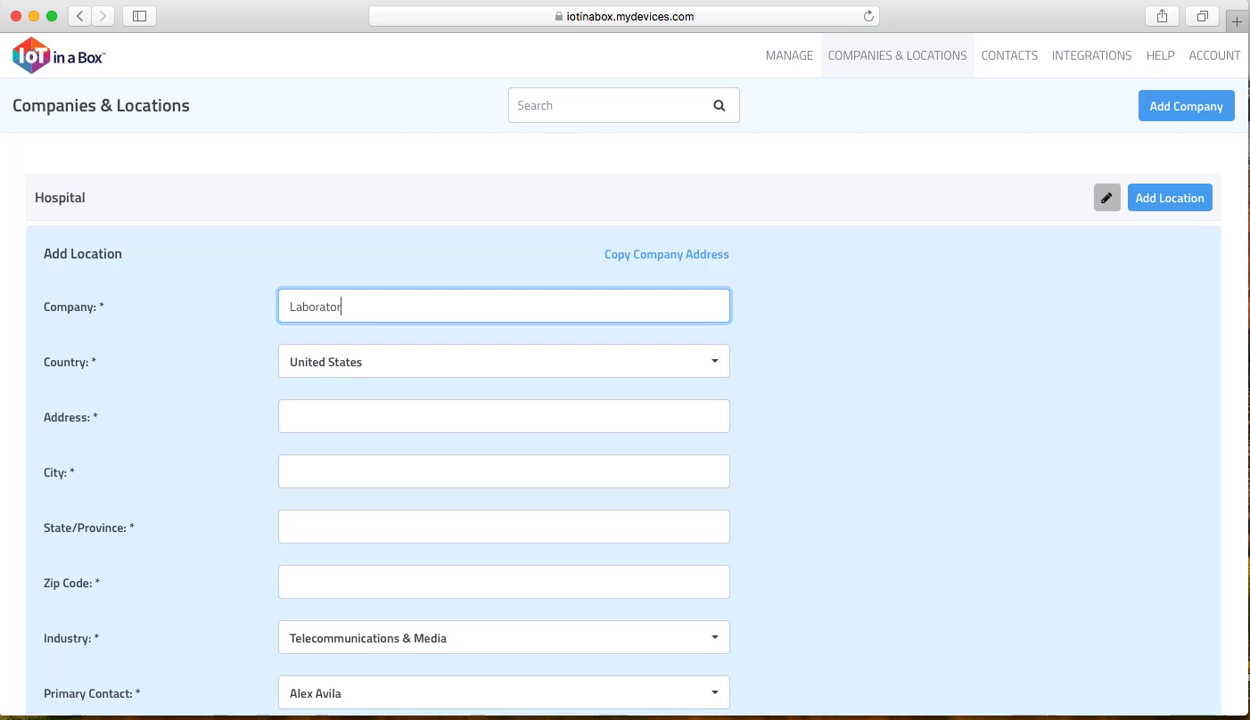 iotinabox.mydevices.com
IoT in a Box™
MANAGE COMPANIES & LOCATIONS CONTACTS INTEGRATIONS HELP ACCOUNT
Companies & Locations
Search
Add Company
Hospital
Add Location
Add Location
Copy Company Address
Company: *
Laborator
Country: *
United States
Address: *
City: *
State/Province: *
Zip Code: *
Industry: *
Telecommunications & Media
Primary Contact: *
Alex Avila